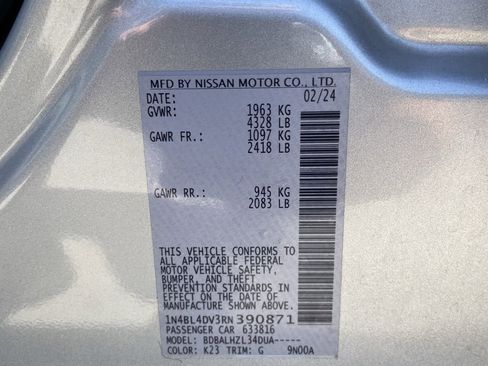 MFD BY NISSAN MOTOR CO., LTD.
DATE: 02/24
GVWR: 1963 KG
4328 LB
GAWR FR.: 1097 KG
2418 LB
GAWR RR.: 945 KG
2083 LB
THIS VEHICLE CONFORMS TO
ALL APPLICABLE FEDERAL
MOTOR VEHICLE SAFETY,
BUMPER, AND THEFT
PREVENTION STANDARDS IN
EFFECT ON THE DATE OF
MANUFACTURE SHOWN ABOVE.
1N4BL4DV3RN390871
PASSENGER CAR 633816
MODEL: BDBALHZL34DUA-----
COLOR: K23 TRIM: G 9N00A